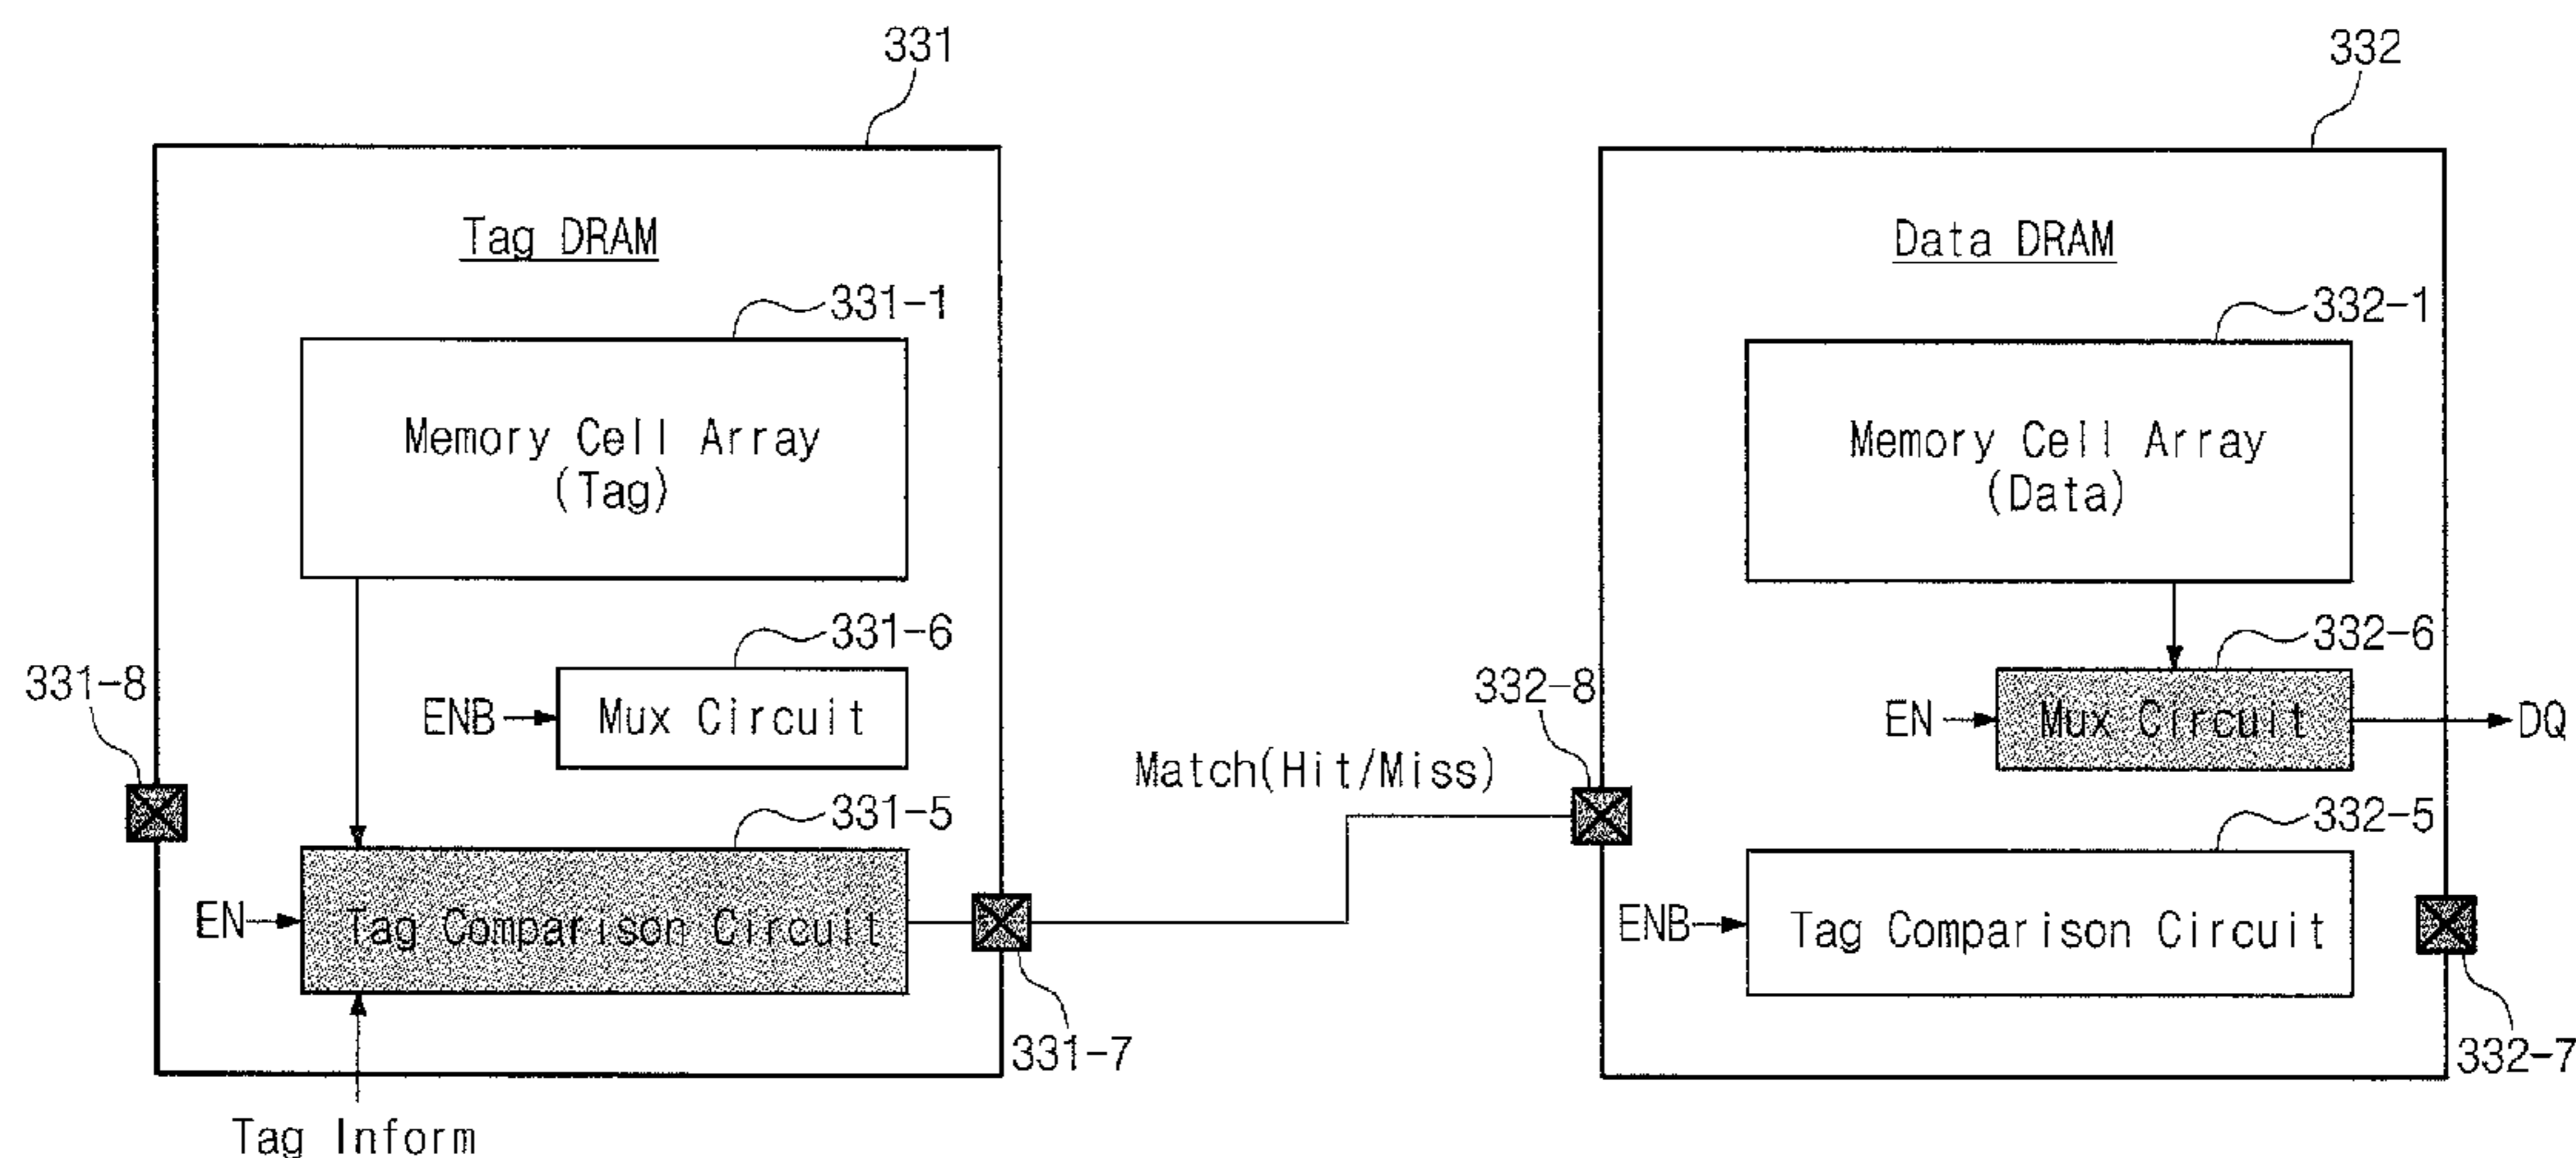 331
332
Tag DRAM
Data DRAM
331-1
332-1
Memory Cell Array
(Tag)
Memory Cell Array
(Data)
331-6
332-6
331-8
332-8
ENB
Mux Circuit
EN
Mux Circuit
DQ
Match(Hit/Miss)
331-5
332-5
EN
Tag Comparison Circuit
ENB
Tag Comparison Circuit
331-7
332-7
Tag Inform